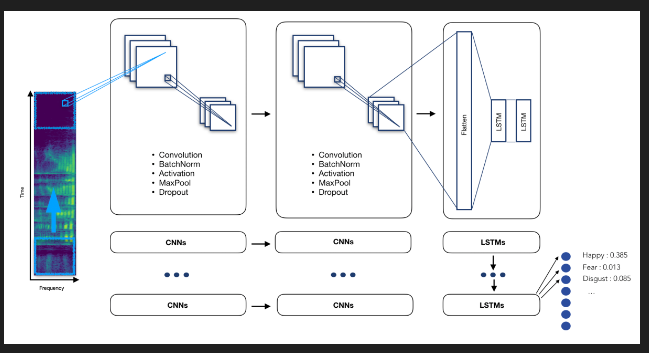 Time
Frequency
• Convolution
• BatchNorm
• Activation
• MaxPool
• Dropout
• Convolution
• BatchNorm
• Activation
• MaxPool
• Dropout
Flatten
LSTM
LSTM
CNNs
CNNs
LSTMs
CNNs
CNNs
LSTMs
Happy : 0.385
Fear : 0.013
Disgust : 0.085
...